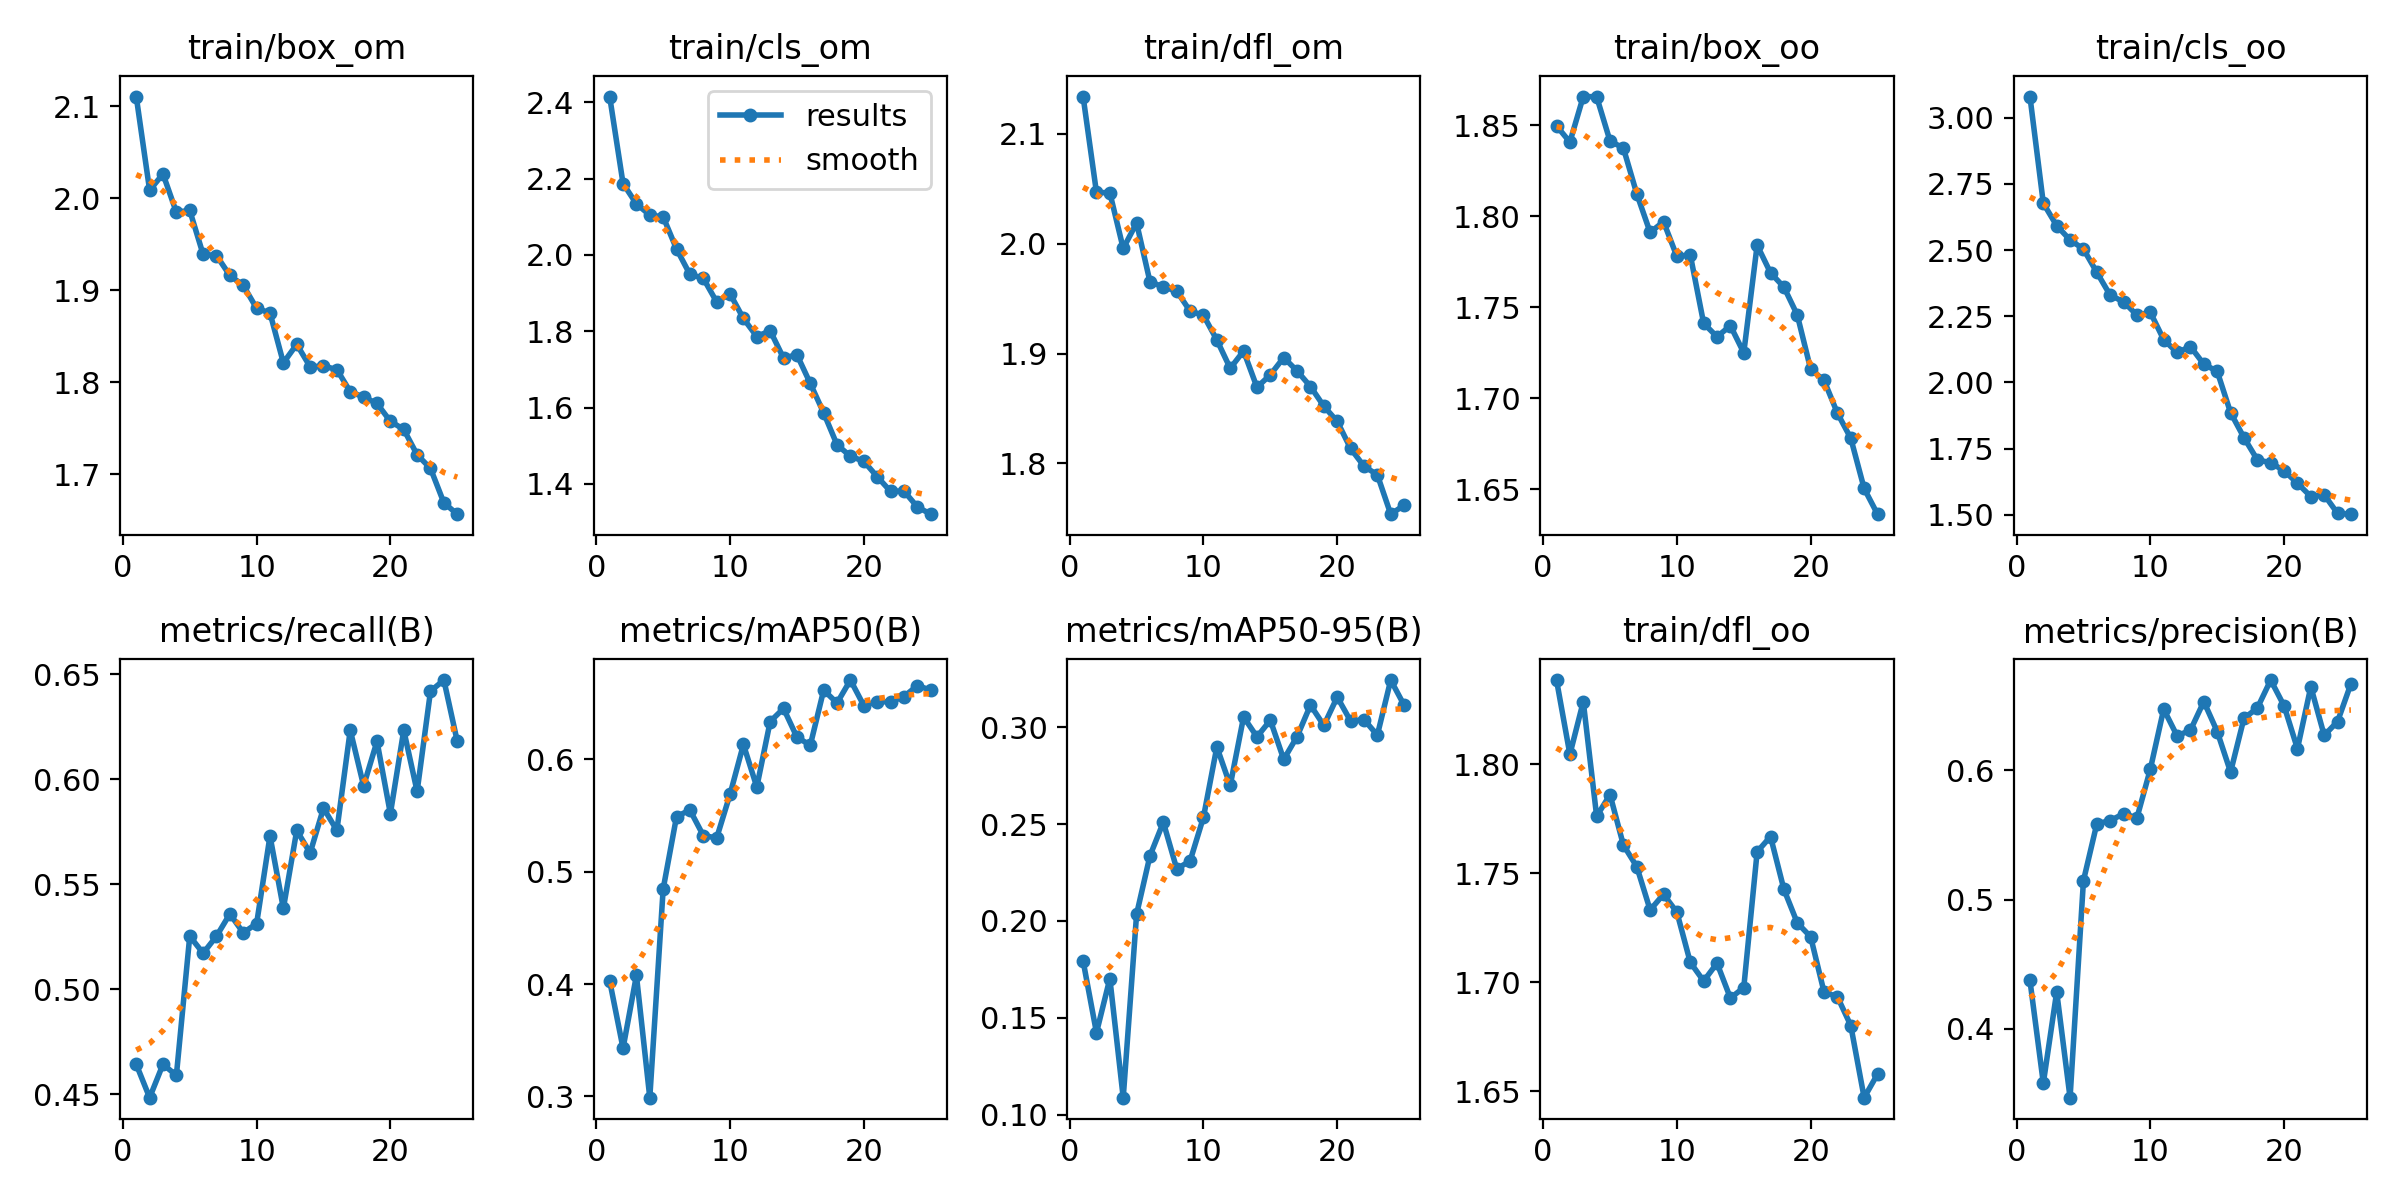 train/box_om
2.1
2.0
1.9
1.8
1.7
0 10 20
train/cls_om
results
smooth
2.4
2.2
2.0
1.8
1.6
1.4
0 10 20
train/dfl_om
2.1
2.0
1.9
1.8
0 10 20
train/box_oo
1.85
1.80
1.75
1.70
1.65
0 10 20
train/cls_oo
3.00
2.75
2.50
2.25
2.00
1.75
1.50
0 10 20
metrics/recall(B)
0.65
0.60
0.55
0.50
0.45
0 10 20
metrics/mAP50(B)
0.6
0.5
0.4
0.3
0 10 20
metrics/mAP50-95(B)
0.30
0.25
0.20
0.15
0.10
0 10 20
train/dfl_oo
1.80
1.75
1.70
1.65
0 10 20
metrics/precision(B)
0.6
0.5
0.4
0 10 20